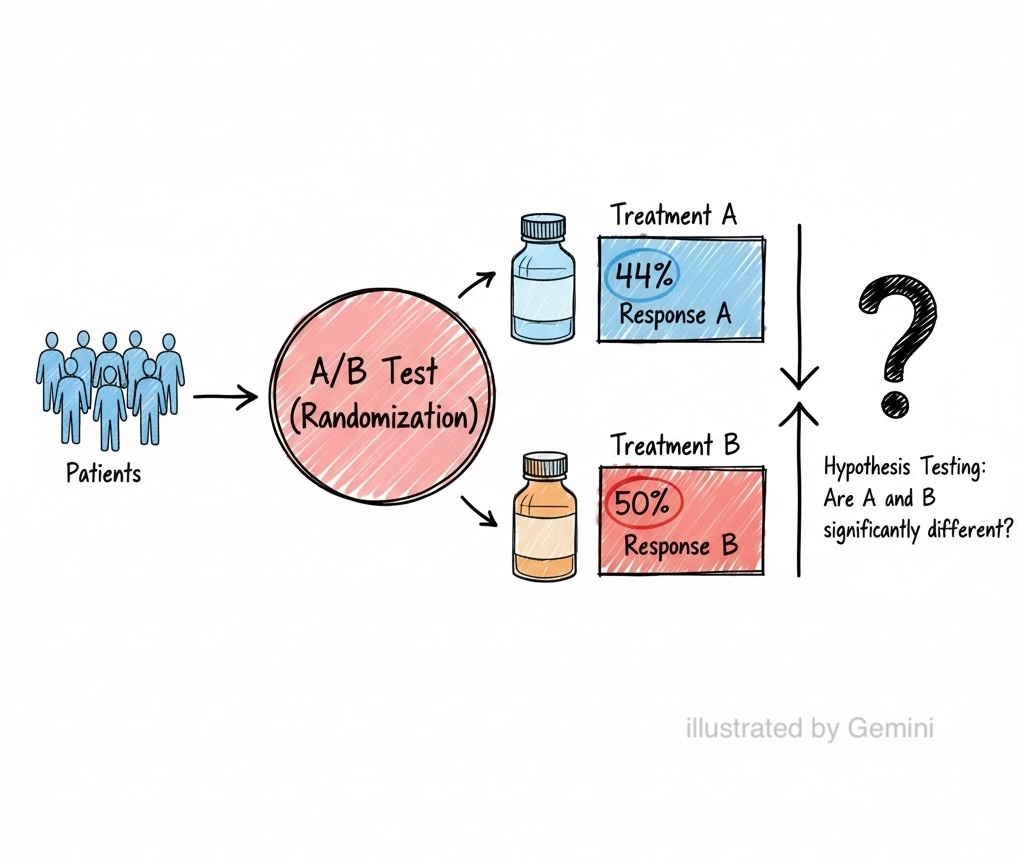 Patients
A/B Test
(Randomization)
Treatment A
44%
Response A
Treatment B
50%
Response B
Hypothesis Testing:
Are A and B
significantly different?
?
illustrated by Gemini